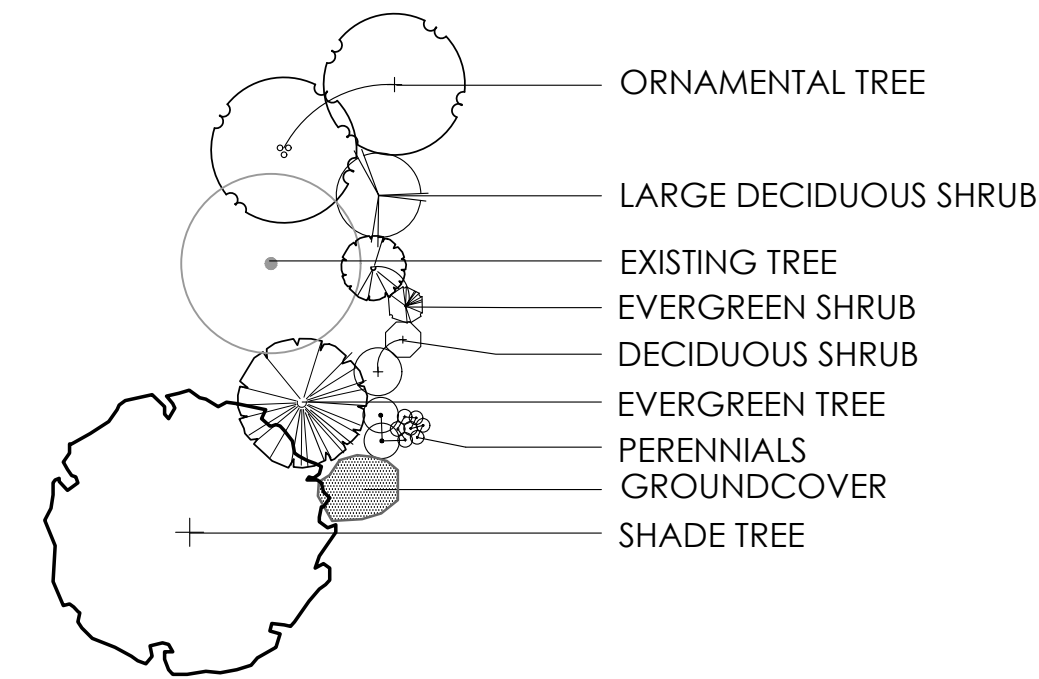 ORNAMENTAL TREE
LARGE DECIDUOUS SHRUB
EXISTING TREE
EVERGREEN SHRUB
DECIDUOUS SHRUB
EVERGREEN TREE
PERENNIALS
GROUNDCOVER
SHADE TREE